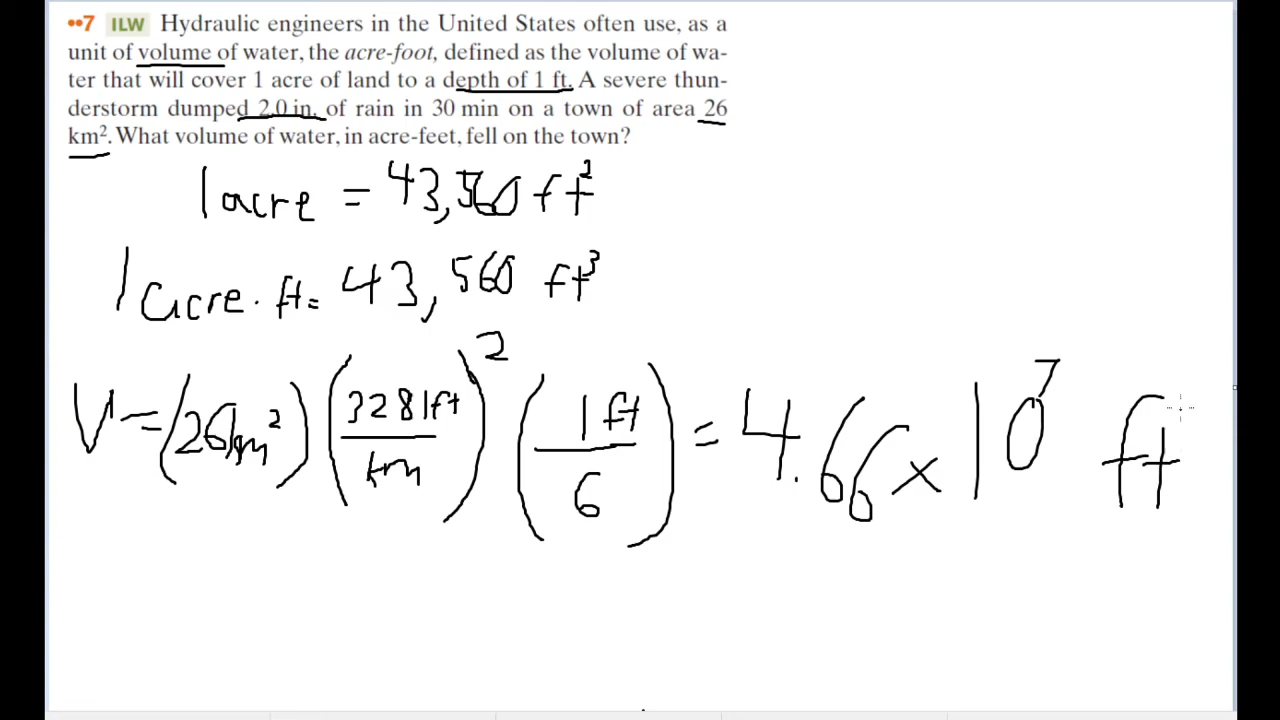 ••7 ILW Hydraulic engineers in the United States often use, as a
unit of volume of water, the acre-foot, defined as the volume of wa-
ter that will cover 1 acre of land to a depth of 1 ft. A severe thun-
derstorm dumped 2.0 in. of rain in 30 min on a town of area 26
km². What volume of water, in acre-feet, fell on the town?
1 acre = 43,560 ft²
1 acre · ft = 43,560 ft³
V = (26 km²) (3281 ft / km)² (1 ft / 6) = 4.66 × 10⁷ ft